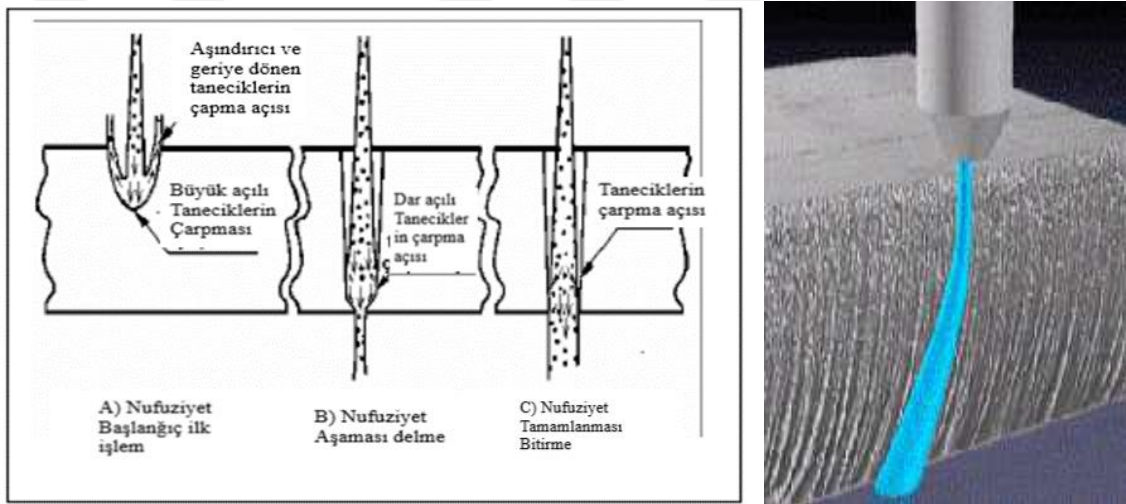 Aşındırıcı ve
geriye dönen
taneciklerin
çapma açısı
Büyük açılı
Taneciklerin
Çarpması
Dar açılı
Tanecikler
in çarpma
açısı
Taneciklerin
çarpma açısı
A) Nufuziyet
Başlanğıç ilk
işlem
B) Nufuziyet
Aşaması delme
C) Nufuziyet
Tamamlanması
Bitirme